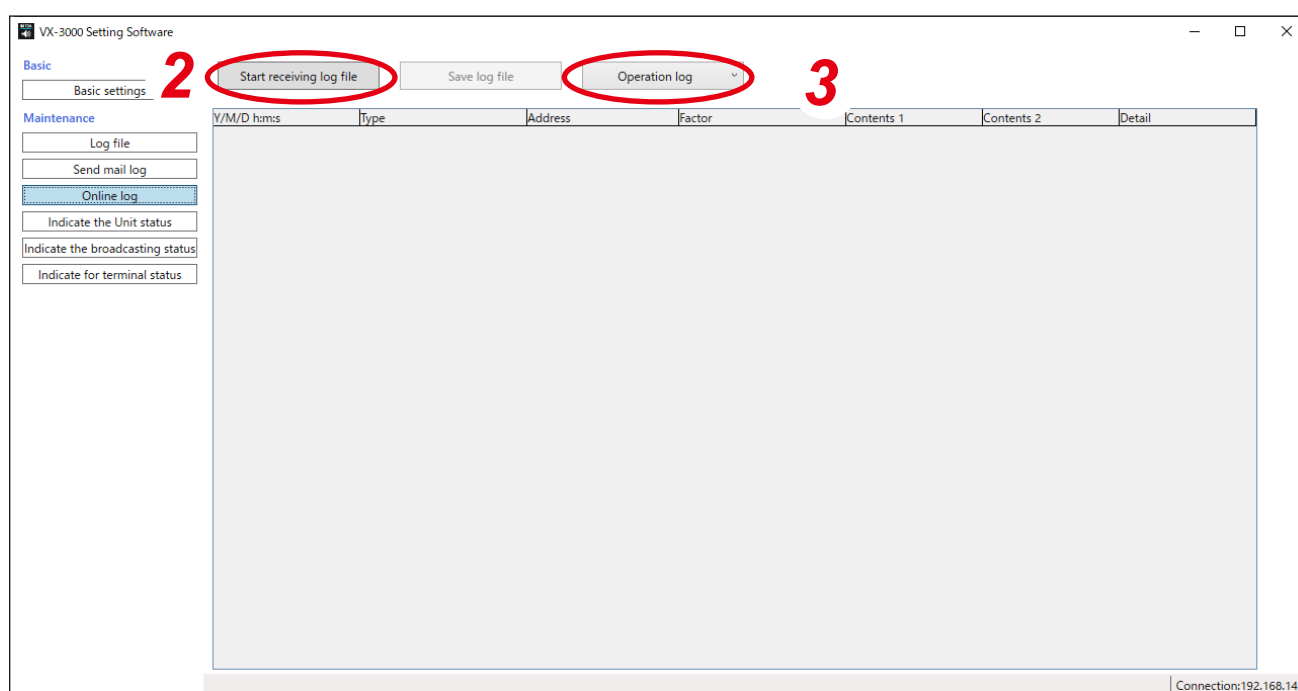 VX-3000 Setting Software
Basic
2
Start receiving log file
Save log file
Operation log
3
Basic settings
Maintenance
Y/M/D h:m:s
Type
Address
Factor
Contents 1
Contents 2
Detail
Log file
Send mail log
Online log
Indicate the Unit status
Indicate the broadcasting status
Indicate for terminal status
Connection:192.168.14